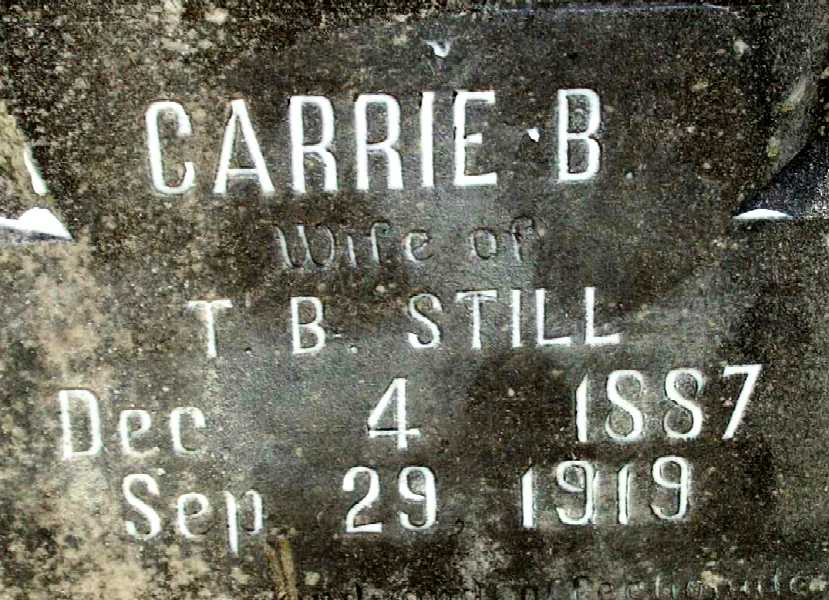 CARRIE B.
Wife of
T. B. STILL
Dec 4 1887
Sep 29, 1919